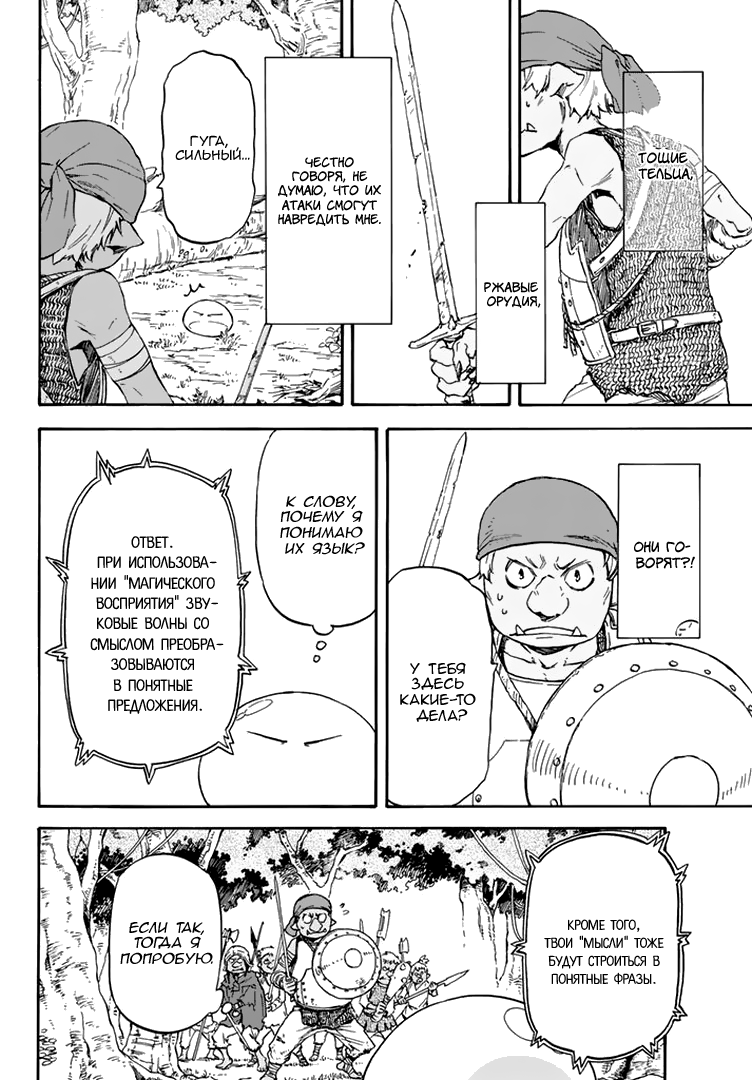 ТОЩИЕ
ТЕЛЬЦА,
РЖАВЫЕ
ОРУДИЯ,
ЧЕСТНО
ГОВОРЯ, НЕ
ДУМАЮ, ЧТО ИХ
АТАКИ СМОГУТ
НАВРЕДИТЬ МНЕ.
ГУГА,
СИЛЬНЫЙ...
ОНИ ГО-
ВОРЯТ?!
У ТЕБЯ
ЗДЕСЬ
КАКИЕ-ТО
ДЕЛА?
К СЛОВУ,
ПОЧЕМУ Я
ПОНИМАЮ
ИХ ЯЗЫК?
ОТВЕТ.
ПРИ ИСПОЛЬЗОВА-
НИИ "МАГИЧЕСКОГО
ВОСПРИЯТИЯ" ЗВУ-
КОВЫЕ ВОЛНЫ СО
СМЫСЛОМ ПРЕОБРА-
ЗОВЫВАЮТСЯ
В ПОНЯТНЫЕ
ПРЕДЛОЖЕНИЯ.
КРОМЕ ТОГО,
ТВОИ "МЫСЛИ" ТОЖЕ
БУДУТ СТРОИТЬСЯ В
ПОНЯТНЫЕ ФРАЗЫ.
ЕСЛИ ТАК,
ТОГДА Я
ПОПРОБУЮ.